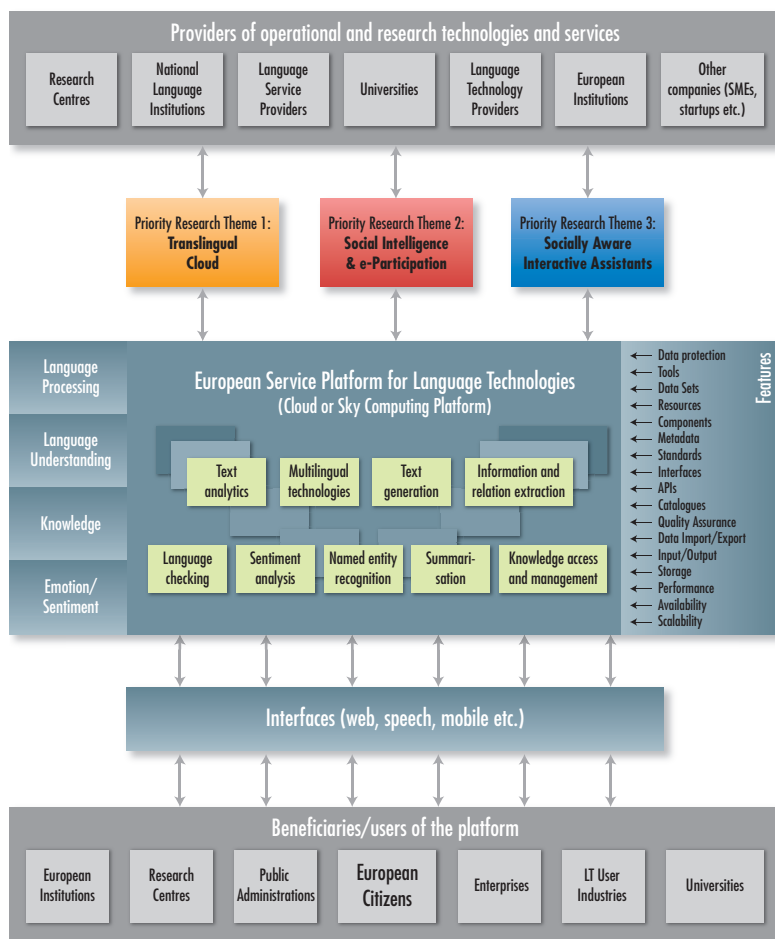 Providers of operational and research technologies and services
Research
Centres
National
Language
Institutions
Language
Service
Providers
Universities
Language
Technology
Providers
European
Institutions
Other
companies (SMEs,
startups etc.)
Priority Research Theme 1:
Translingual
Cloud
Priority Research Theme 2:
Social Intelligence
& e-Participation
Priority Research Theme 3:
Socially Aware
Interactive Assistants
Language
Processing
Language
Understanding
Knowledge
Emotion/
Sentiment
European Service Platform for Language Technologies
(Cloud or Sky Computing Platform)
Text
analytics
Multilingual
technologies
Text
generation
Information and
relation extraction
Language
checking
Sentiment
analysis
Named entity
recognition
Summari-
sation
Knowledge access
and management
Features
Data protection
Tools
Data Sets
Resources
Components
Metadata
Standards
Interfaces
APIs
Catalogues
Quality Assurance
Data Import/Export
Input/Output
Storage
Performance
Availability
Scalability
Interfaces (web, speech, mobile etc.)
Beneficiaries/users of the platform
European
Institutions
Research
Centres
Public
Administrations
European
Citizens
Enterprises
LT User
Industries
Universities